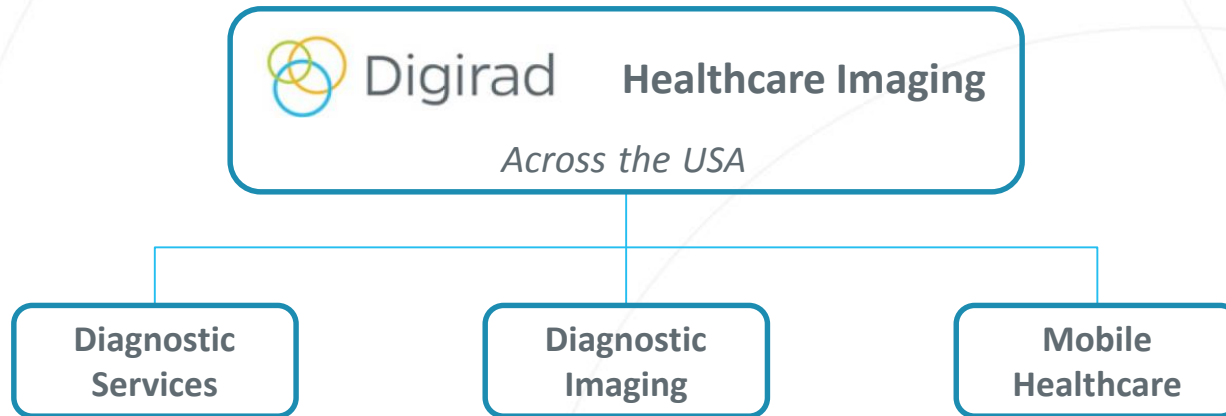 Digirad Healthcare Imaging
Across the USA
Diagnostic
Services
Diagnostic
Imaging
Mobile
Healthcare